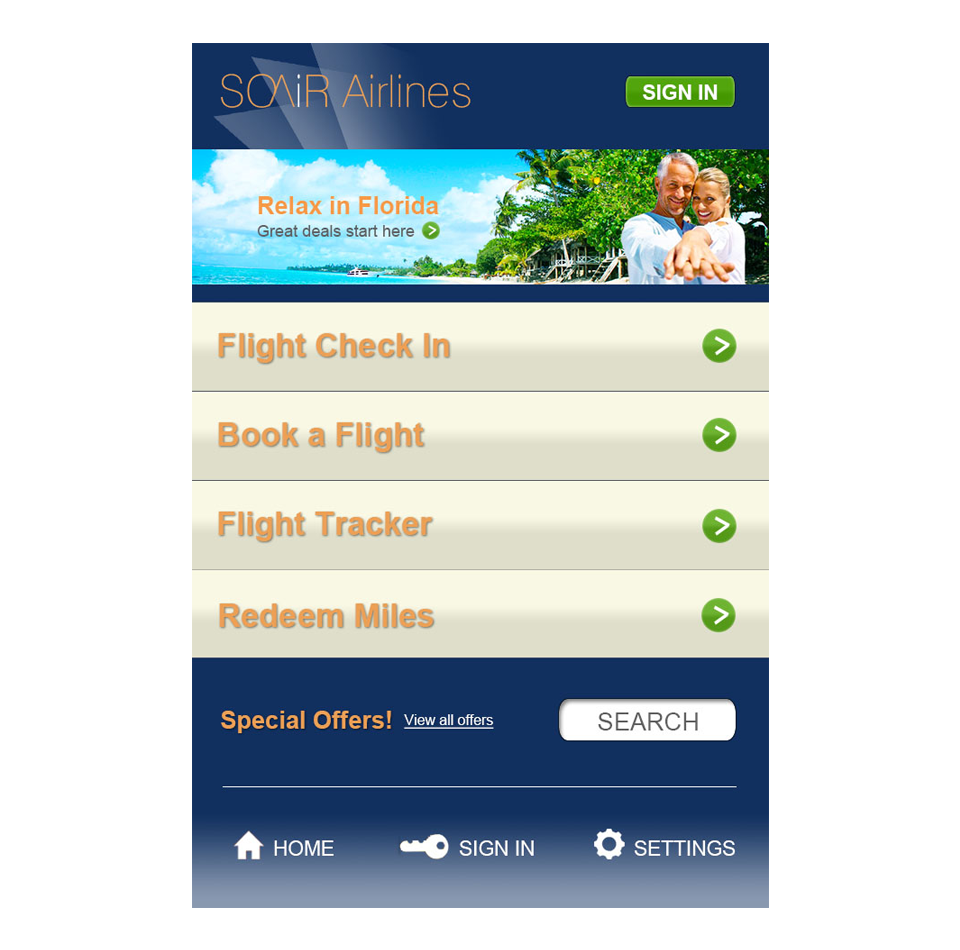 SOAiR Airlines
SIGN IN
Relax in Florida
Great deals start here
Flight Check In
Book a Flight
Flight Tracker
Redeem Miles
Special Offers! View all offers
SEARCH
HOME
SIGN IN
SETTINGS